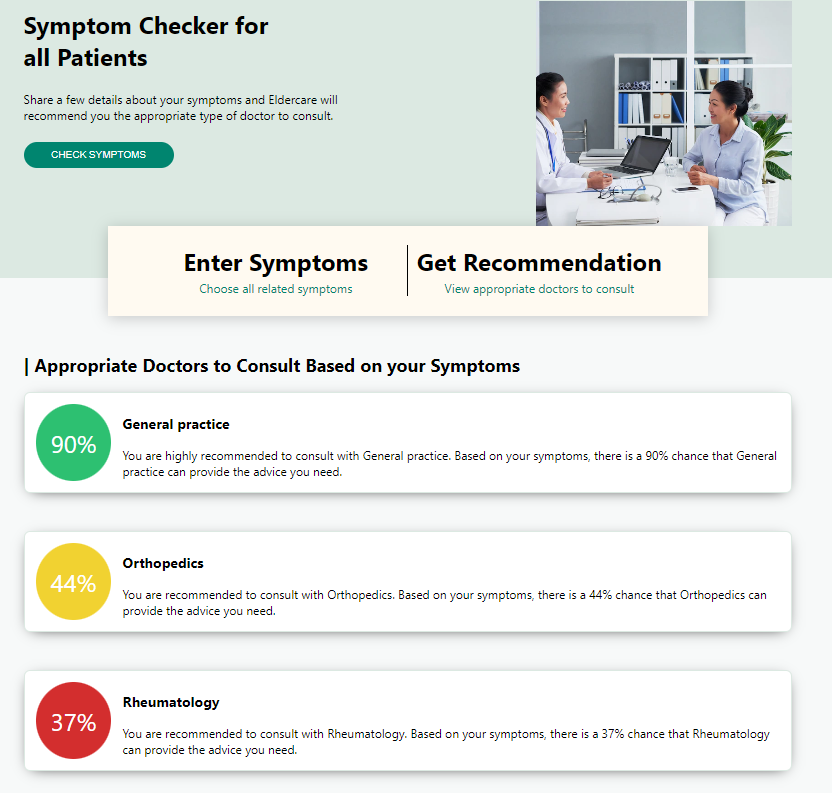 Symptom Checker for
all Patients
Share a few details about your symptoms and Eldercare will
recommend you the appropriate type of doctor to consult.
CHECK SYMPTOMS
Enter Symptoms
Choose all related symptoms
Get Recommendation
View appropriate doctors to consult
| Appropriate Doctors to Consult Based on your Symptoms
90%
General practice
You are highly recommended to consult with General practice. Based on your symptoms, there is a 90% chance that General
practice can provide the advice you need.
44%
Orthopedics
You are recommended to consult with Orthopedics. Based on your symptoms, there is a 44% chance that Orthopedics can
provide the advice you need.
37%
Rheumatology
You are recommended to consult with Rheumatology. Based on your symptoms, there is a 37% chance that Rheumatology
can provide the advice you need.